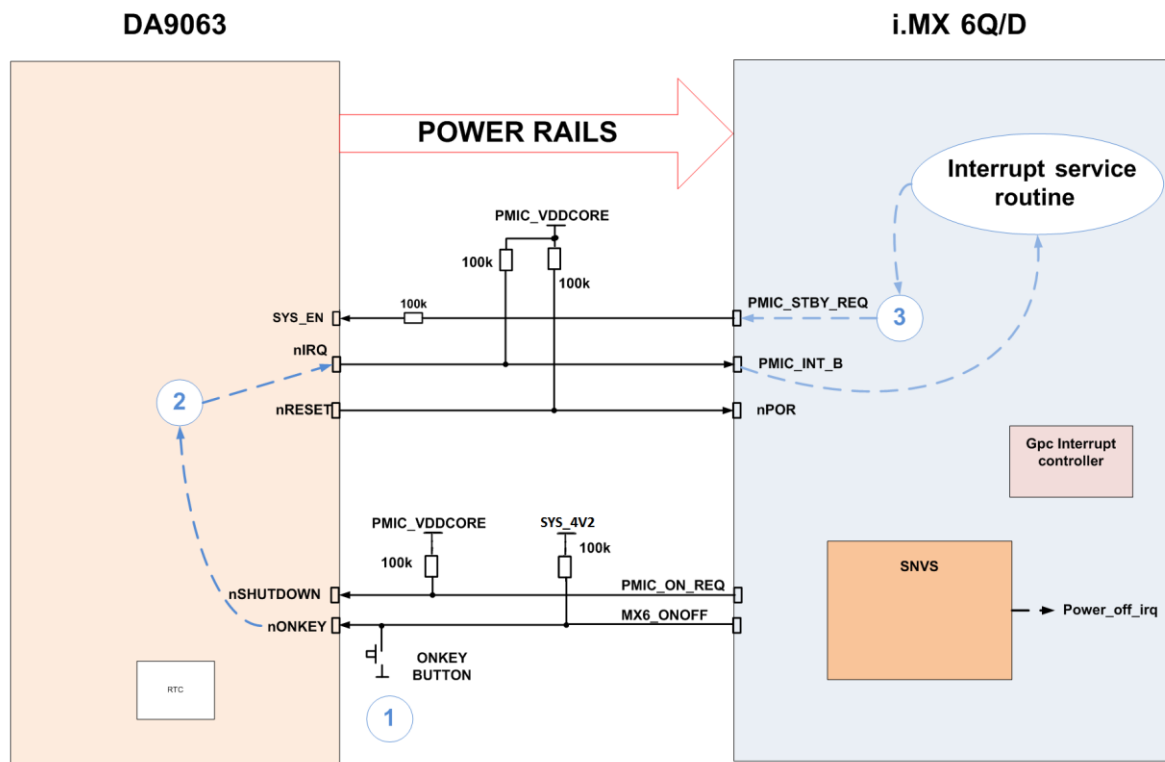 DA9063
i.MX 6Q/D
POWER RAILS
Interrupt service
routine
PMIC_VDDCORE
100k
100k
100k
SYS_EN
PMIC_STBY_REQ
3
nIRQ
PMIC_INT_B
2
nRESET
nPOR
Gpc Interrupt
controller
PMIC_VDDCORE
SYS_4V2
100k
100k
SNVS
nSHUTDOWN
PMIC_ON_REQ
Power_off_irq
nONKEY
MX6_ONOFF
ONKEY
BUTTON
RTC
1